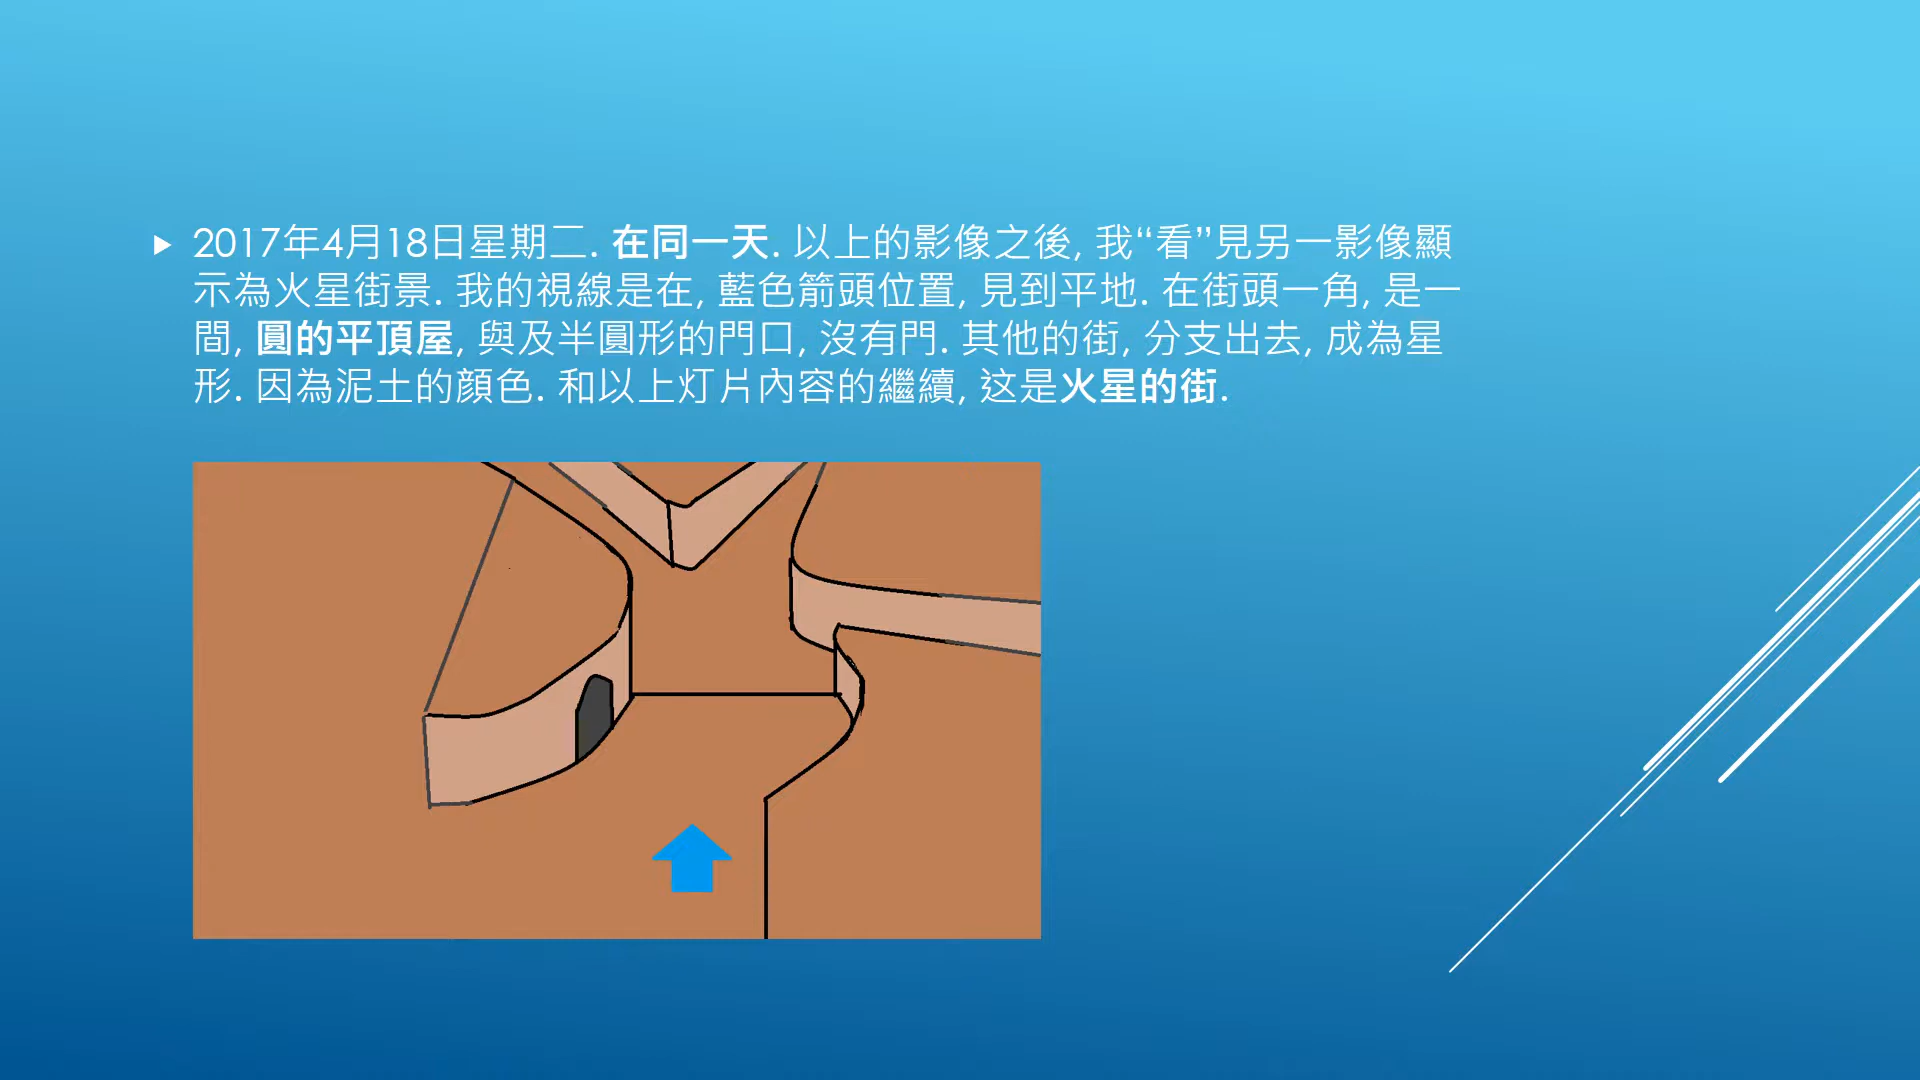 2017年4月18日星期二. 在同一天. 以上的影像之後, 我“看”見另一影像顯
示為火星街景. 我的視線是在, 藍色箭頭位置, 見到平地. 在街頭一角, 是一
間, 圓的平頂屋, 與及半圓形的門口, 沒有門. 其他的街, 分支出去, 成為星
形. 因為泥土的顏色. 和以上灯片內容的繼續, 这是火星的街.